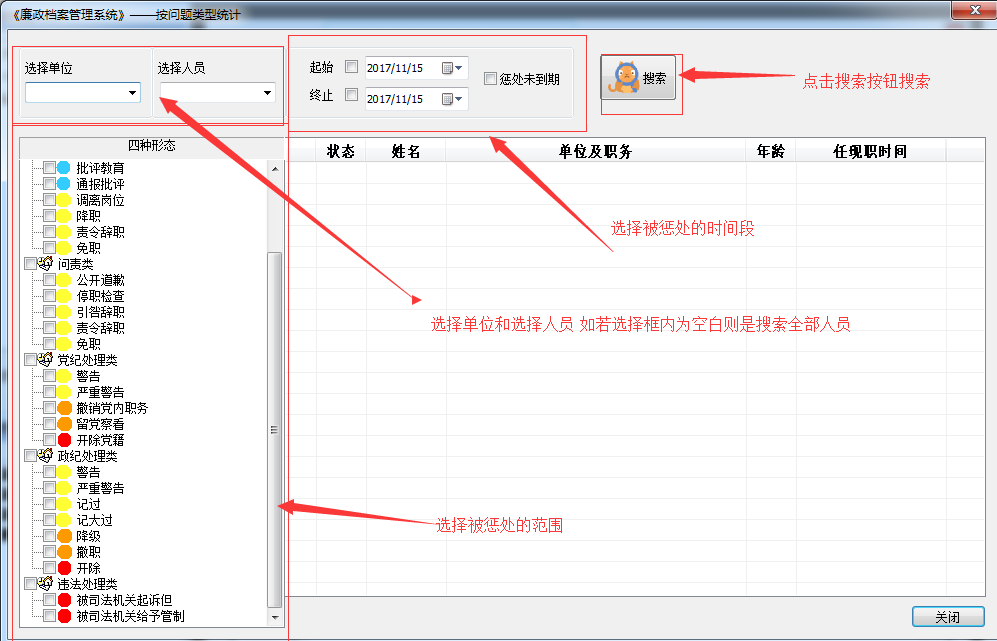 《廉政档案管理系统》——按问题类型统计
选择单位
选择人员
起始 2017/11/15
终止 2017/11/15
惩处未到期
搜索
点击搜索按钮搜索
四种形态
状态 姓名 单位及职务 年龄 任现职时间
批评教育
通报批评
调离岗位
降职
责令辞职
免职
问责类
公开道歉
停职检查
引咎辞职
责令辞职
免职
党纪处理类
警告
严重警告
撤销党内职务
留党察看
开除党籍
政纪处理类
警告
严重警告
记过
记大过
降级
撤职
开除
违法处理类
被司法机关起诉但
被司法机关给予管制
选择被惩处的时间段
选择单位和选择人员 如若选择框内为空白则是搜索全部人员
选择被惩处的范围
关闭